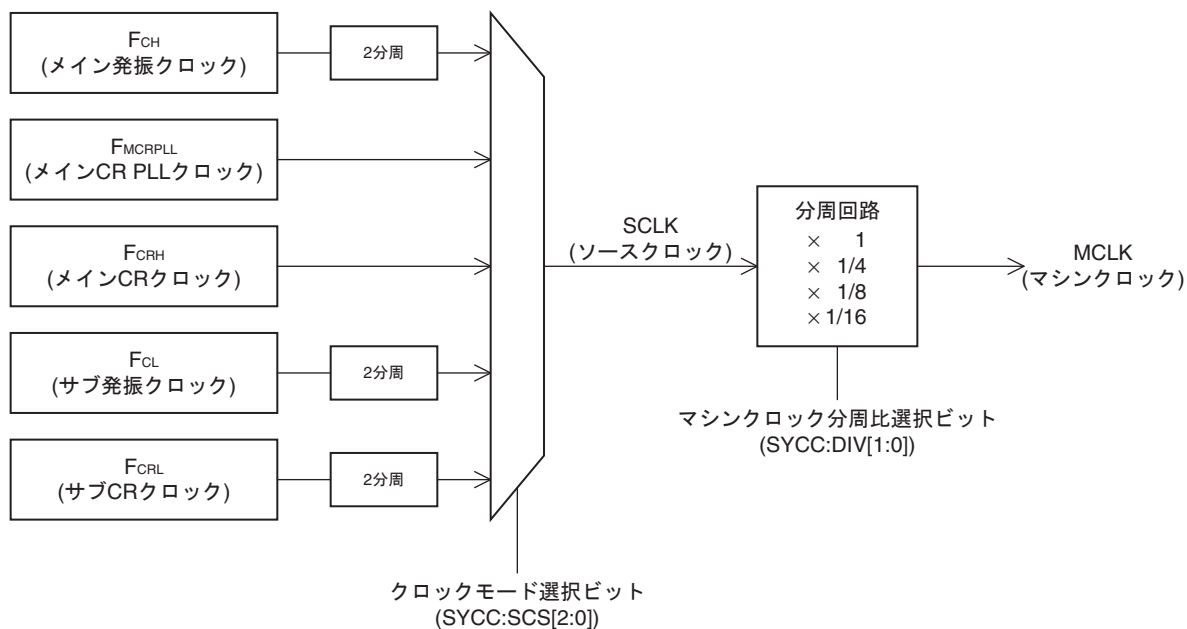 FCH
(メイン発振クロック)
2分周
FMCRPLL
(メインCR PLLクロック)
FCRH
(メインCRクロック)
FCL
(サブ発振クロック)
2分周
FCRL
(サブCRクロック)
2分周
SCLK
(ソースクロック)
分周回路
× 1
× 1/4
× 1/8
× 1/16
MCLK
(マシンクロック)
マシンクロック分周比選択ビット
(SYCC:DIV[1:0])
クロックモード選択ビット
(SYCC:SCS[2:0])